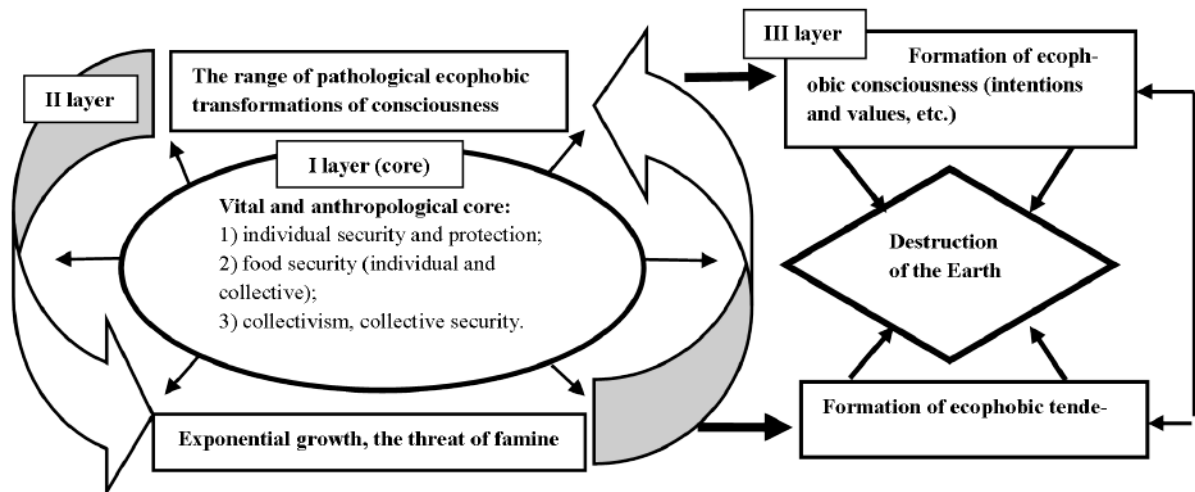 II layer
The range of pathological ecophobic
transformations of consciousness
I layer (core)
Vital and anthropological core:
1) individual security and protection;
2) food security (individual and
collective);
3) collectivism, collective security.
Exponential growth, the threat of famine
III layer
Formation of ecoph-
obic consciousness (intentions
and values, etc.)
Destruction
of the Earth
Formation of ecophobic tende-